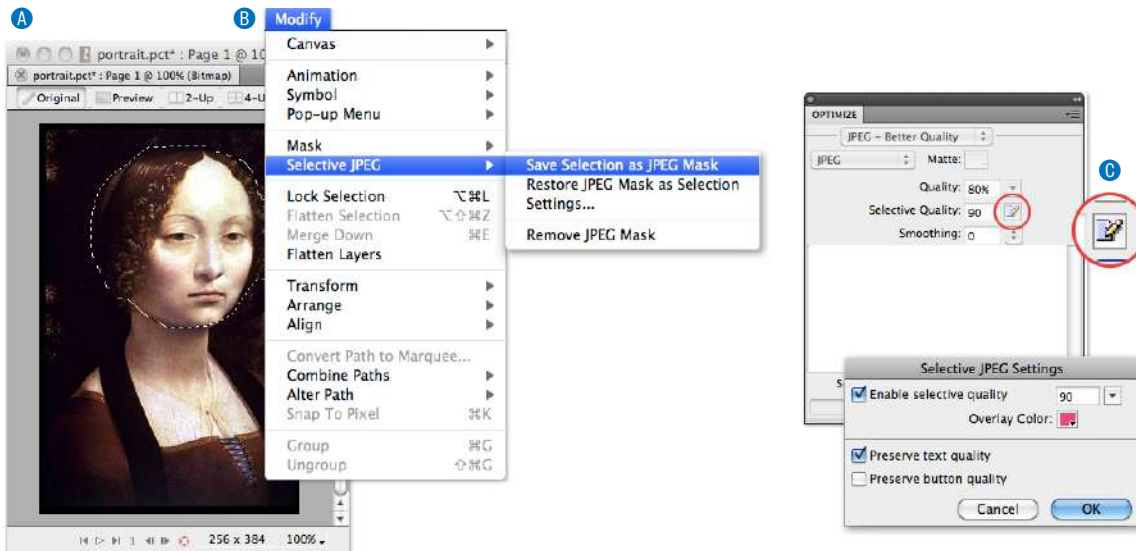 A
portrait.pct* : Page 1 @ 10
portrait.pct* : Page 1 @ 100% (Bitmap)
Original Preview 2-Up 4-U
1 256 x 384 100%
B
Modify
Canvas
Animation
Symbol
Pop-up Menu
Mask
Selective JPEG
Lock Selection ⌥⌘L
Flatten Selection ⌥⇧⌘Z
Merge Down ⌘E
Flatten Layers
Transform
Arrange
Align
Convert Path to Marquee...
Combine Paths
Alter Path
Snap To Pixel ⌘K
Group ⌘G
Ungroup ⇧⌘G
Save Selection as JPEG Mask
Restore JPEG Mask as Selection
Settings...
Remove JPEG Mask
OPTIMIZE
JPEG – Better Quality
JPEG Matte:
Quality: 80%
Selective Quality: 90
Smoothing: 0
S
C
Selective JPEG Settings
Enable selective quality 90
Overlay Color:
Preserve text quality
Preserve button quality
Cancel OK